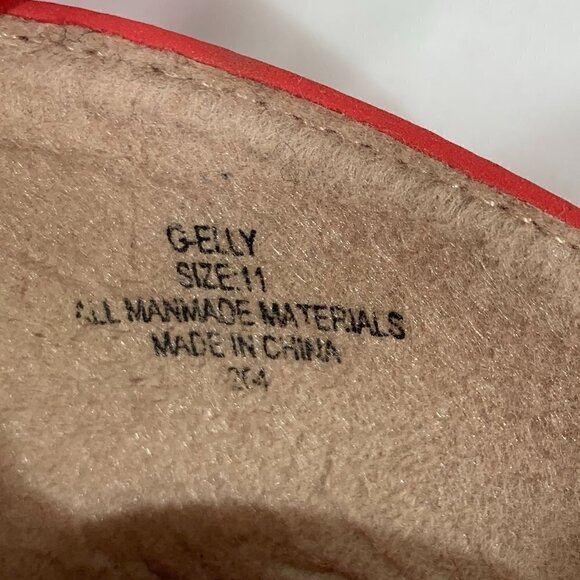 G-ELLY
SIZE:11
ALL MANMADE MATERIALS
MADE IN CHINA
204